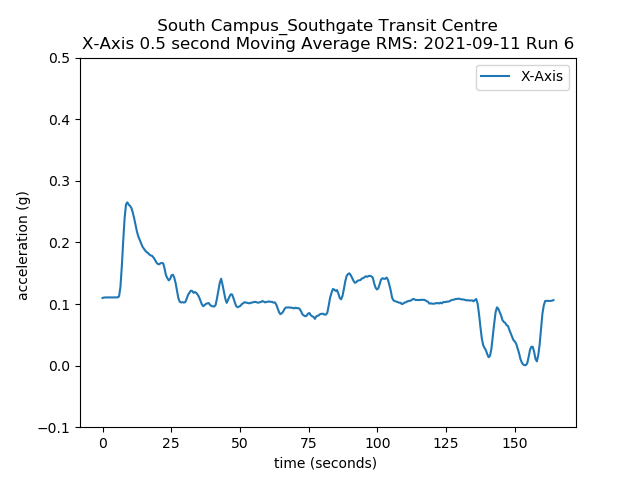 South Campus_Southgate Transit Centre
X-Axis 0.5 second Moving Average RMS: 2021-09-11 Run 6
0.5
X-Axis
0.4
0.3
acceleration (g)
0.2
0.1
0.0
−0.1
0 25 50 75 100 125 150
time (seconds)